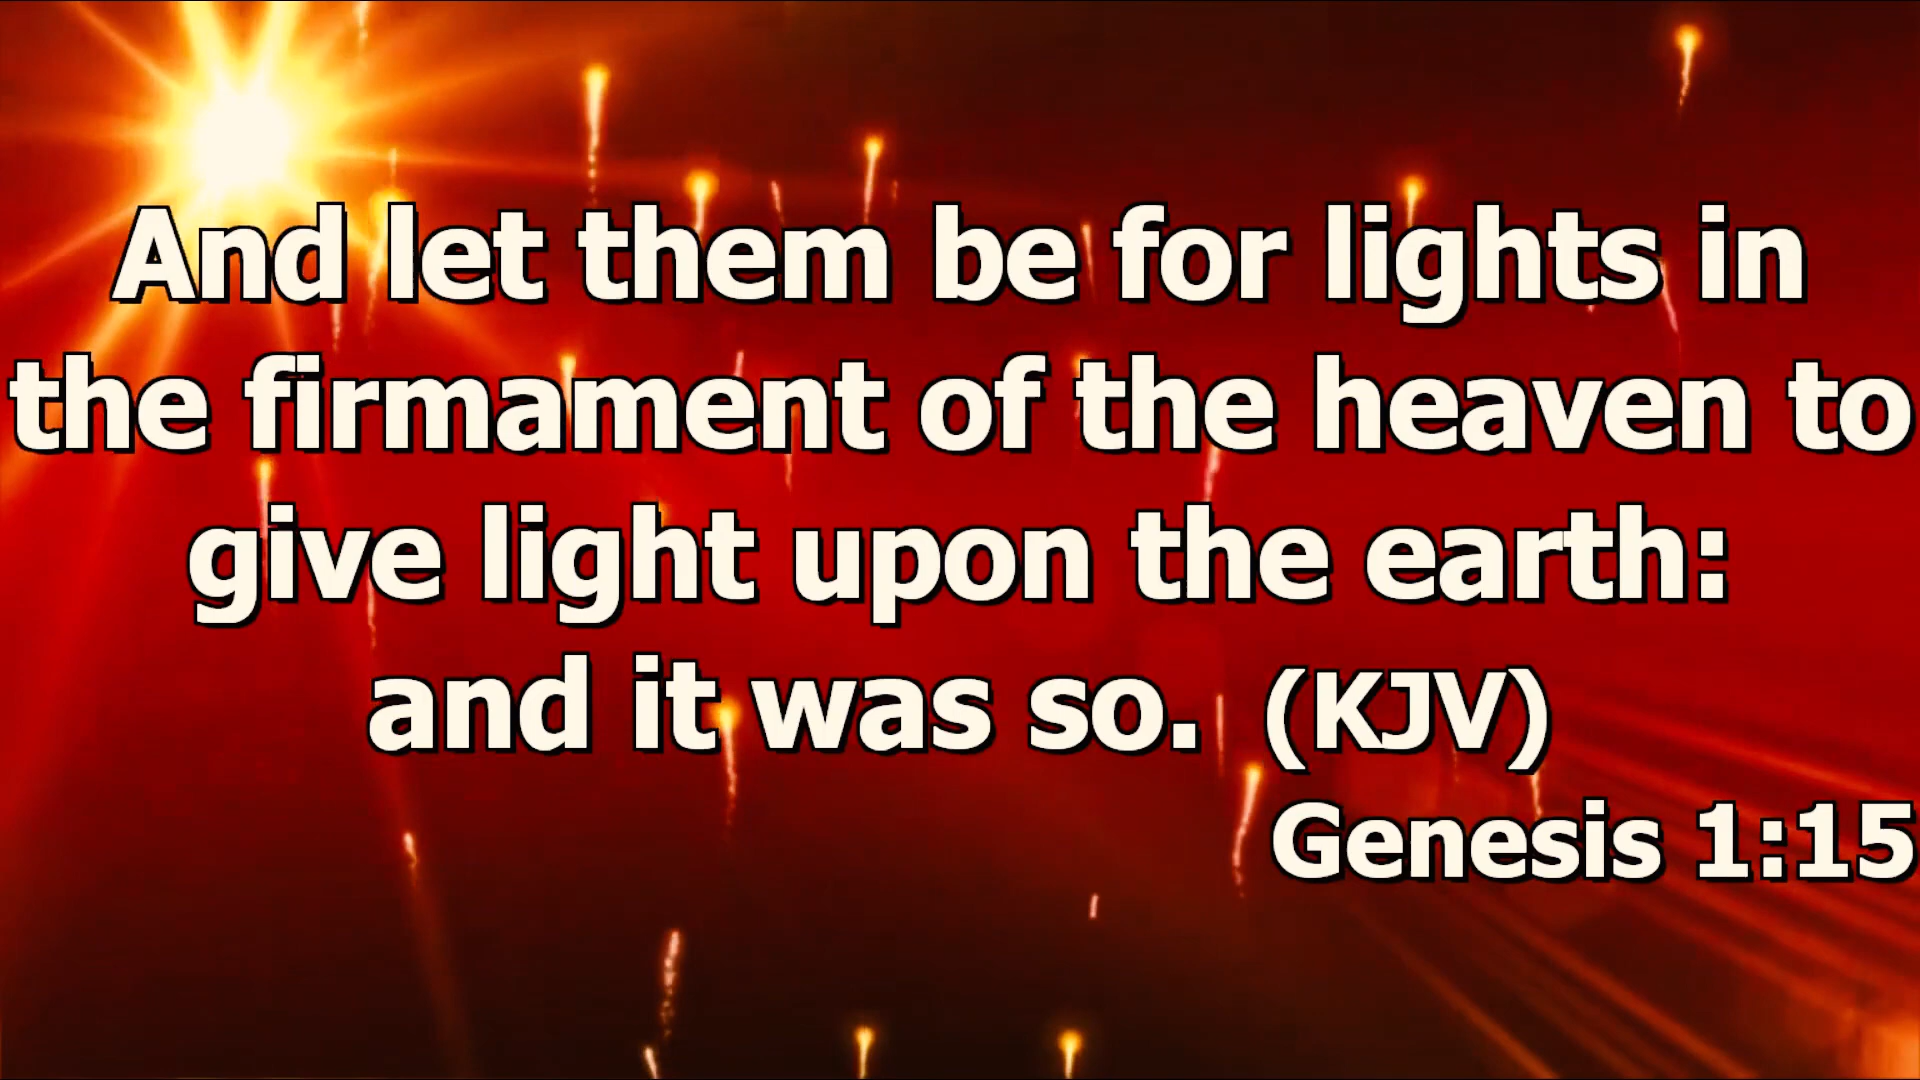 And let them be for lights in
the firmament of the heaven to
give light upon the earth:
and it was so. (KJV)
Genesis 1:15